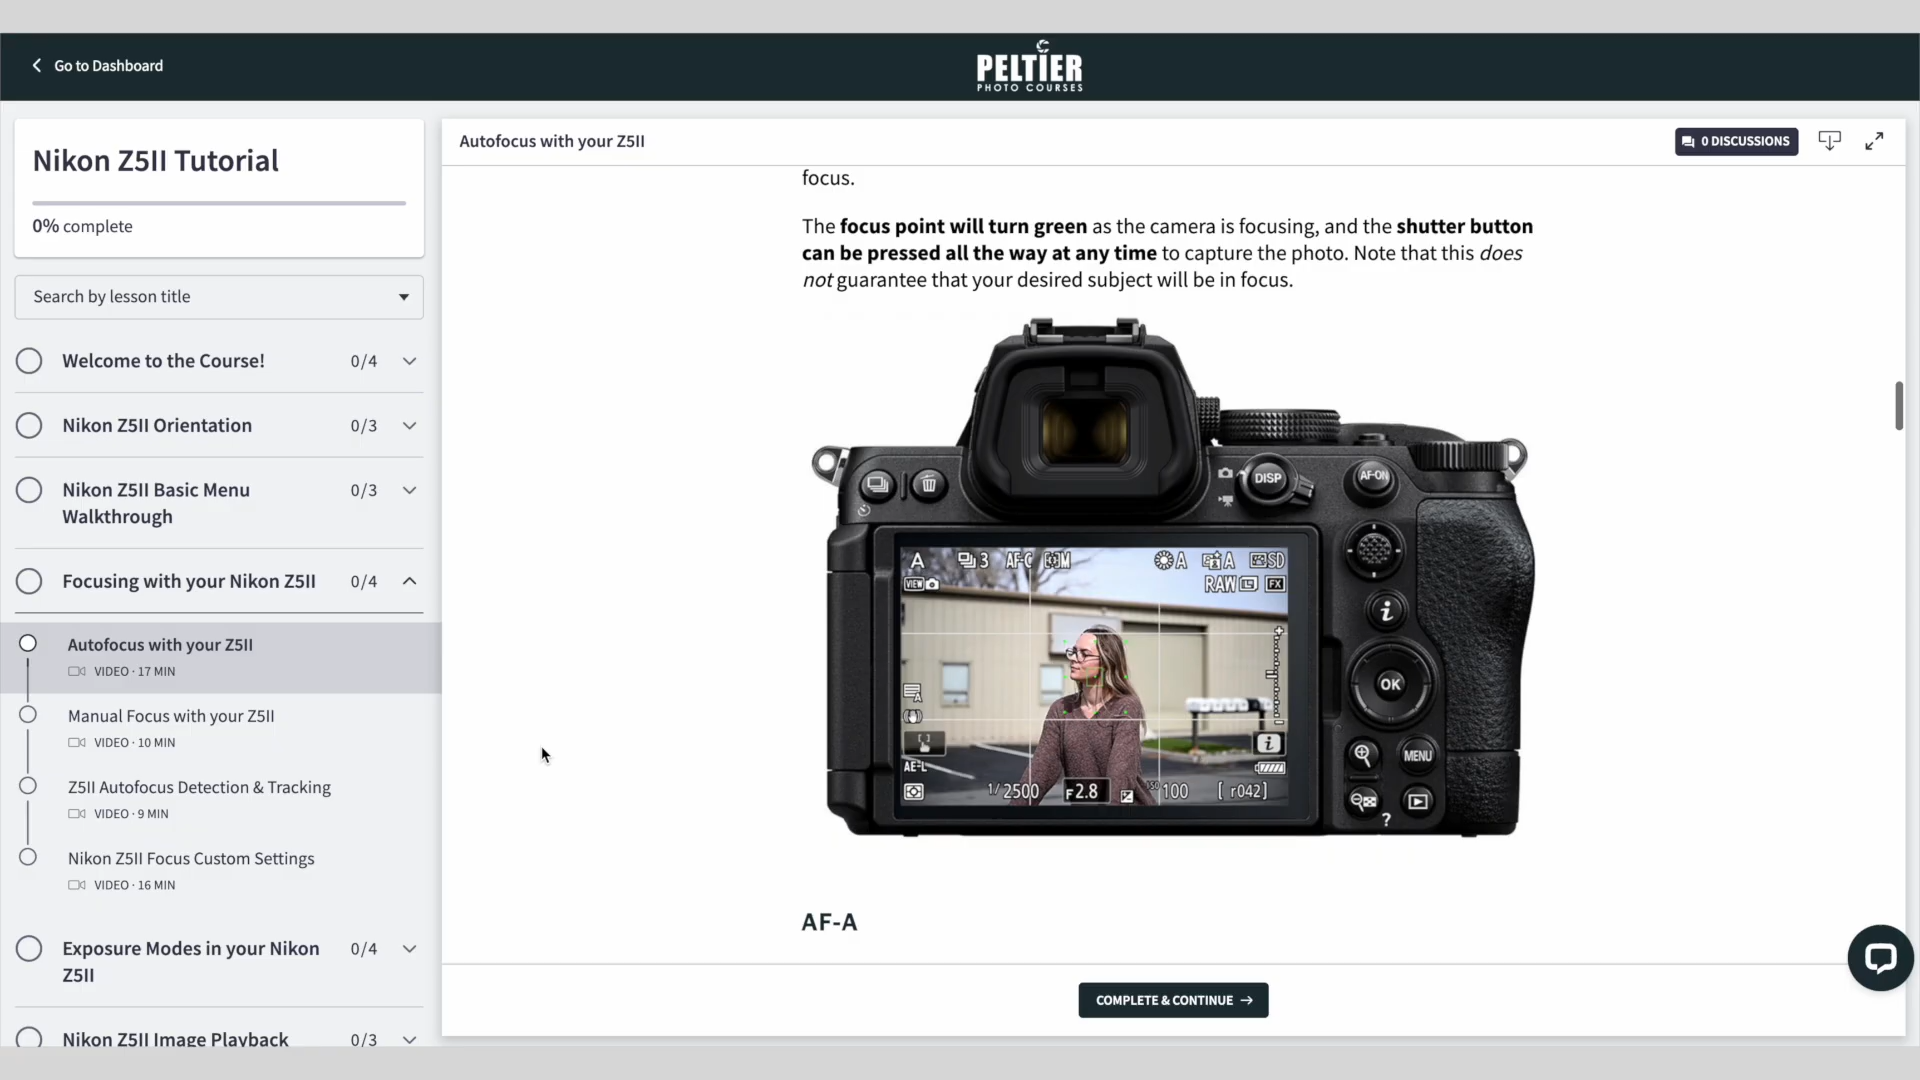 Go to Dashboard
PELTIER
PHOTO COURSES
Nikon Z5II Tutorial
0% complete
Search by lesson title
Welcome to the Course! 0/4
Nikon Z5II Orientation 0/3
Nikon Z5II Basic Menu
Walkthrough 0/3
Focusing with your Nikon Z5II 0/4
Autofocus with your Z5II
VIDEO · 17 MIN
Manual Focus with your Z5II
VIDEO · 10 MIN
Z5II Autofocus Detection & Tracking
VIDEO · 9 MIN
Nikon Z5II Focus Custom Settings
VIDEO · 16 MIN
Exposure Modes in your Nikon
Z5II 0/4
Nikon Z5II Image Playback 0/3
Autofocus with your Z5II
0 DISCUSSIONS
focus.
The focus point will turn green as the camera is focusing, and the shutter button
can be pressed all the way at any time to capture the photo. Note that this does
not guarantee that your desired subject will be in focus.
DISP
AF-ON
i
OK
MENU
?
A 3 AF-C M A A SD
VIEW RAW L FX
A
i
AE-L
1/2500 F2.8 ISO 100 [r042]
AF-A
COMPLETE & CONTINUE